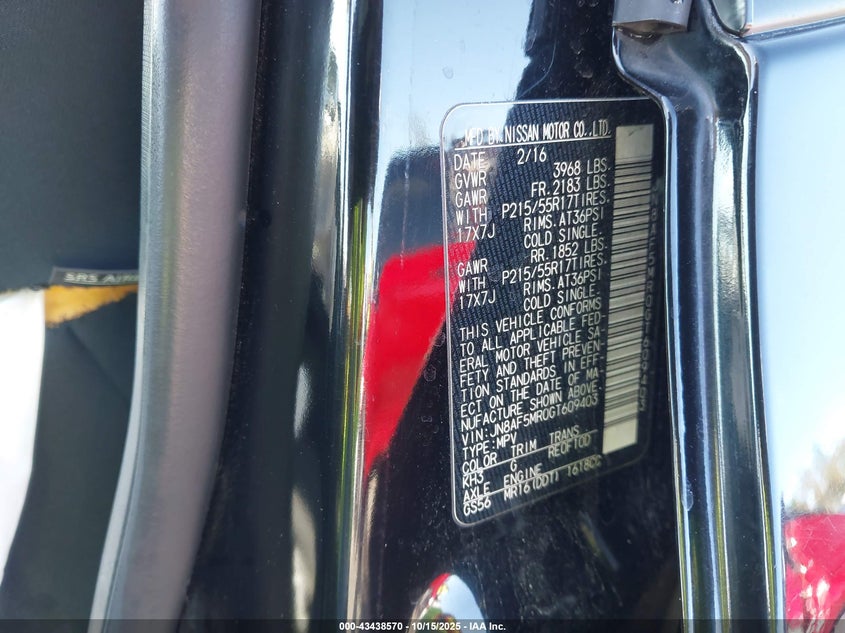 MFD BY NISSAN MOTOR CO.,LTD.
DATE 2/16
GVWR 3968 LBS.
GAWR FR.2183 LBS.
WITH P215/55R17TIRES.
17X7J RIMS.AT36PSI
COLD SINGLE.
GAWR RR.1852 LBS.
WITH P215/55R17TIRES.
17X7J RIMS.AT36PSI
COLD SINGLE.
THIS VEHICLE CONFORMS
TO ALL APPLICABLE FED-
ERAL MOTOR VEHICLE SA-
FETY AND THEFT PREVEN-
TION STANDARDS IN EFF-
ECT ON THE DATE OF MA-
NUFACTURE SHOWN ABOVE.
VIN:JN8AF5MR0GT609403
TYPE:MPV
COLOR TRIM TRANS
KH3 G RE0F10D
AXLE ENGINE
GS56 MR16(DDT) 1618CC
SRS
000-43438570 - 10/15/2025 - IAA Inc.